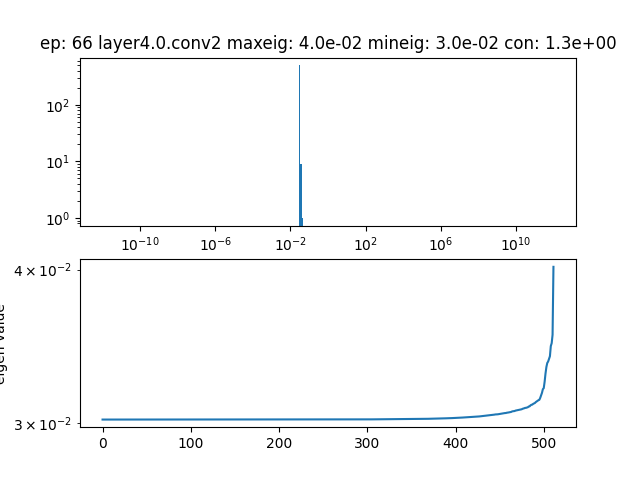 ep: 66 layer4.0.conv2 maxeig: 4.0e-02 mineig: 3.0e-02 con: 1.3e+00
10²
10¹
10⁰
10⁻¹⁰ 10⁻⁶ 10⁻² 10² 10⁶ 10¹⁰
4 × 10⁻²
eigen value
3 × 10⁻²
0 100 200 300 400 500